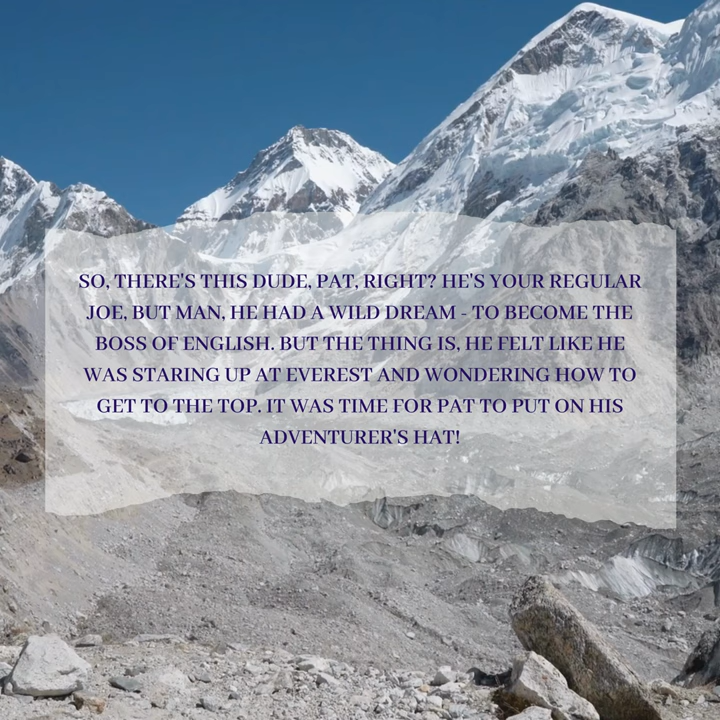 SO, THERE'S THIS DUDE, PAT, RIGHT? HE'S YOUR REGULAR
JOE, BUT MAN, HE HAD A WILD DREAM - TO BECOME THE
BOSS OF ENGLISH. BUT THE THING IS, HE FELT LIKE HE
WAS STARING UP AT EVEREST AND WONDERING HOW TO
GET TO THE TOP. IT WAS TIME FOR PAT TO PUT ON HIS
ADVENTURER'S HAT!